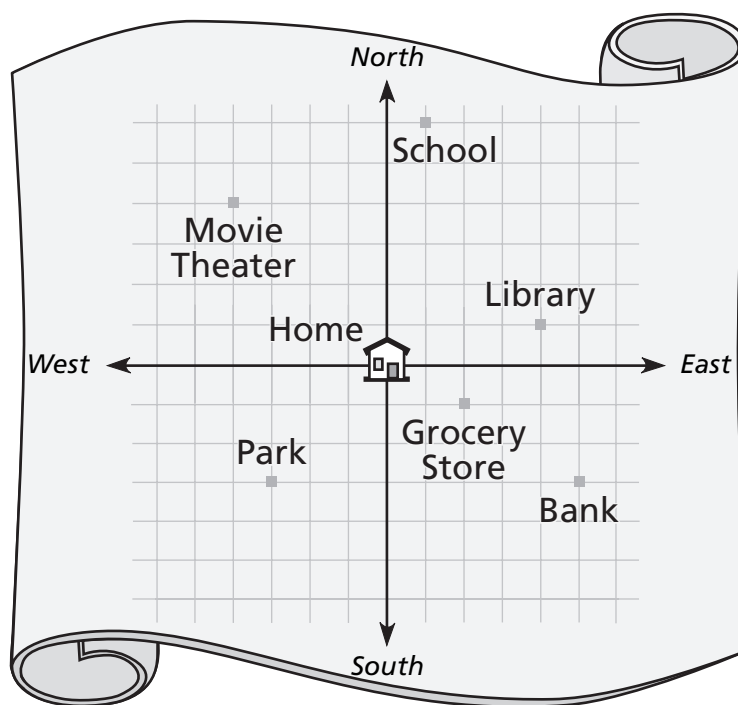 North
School
Movie
Theater
Library
Home
West
East
Grocery
Store
Park
Bank
South